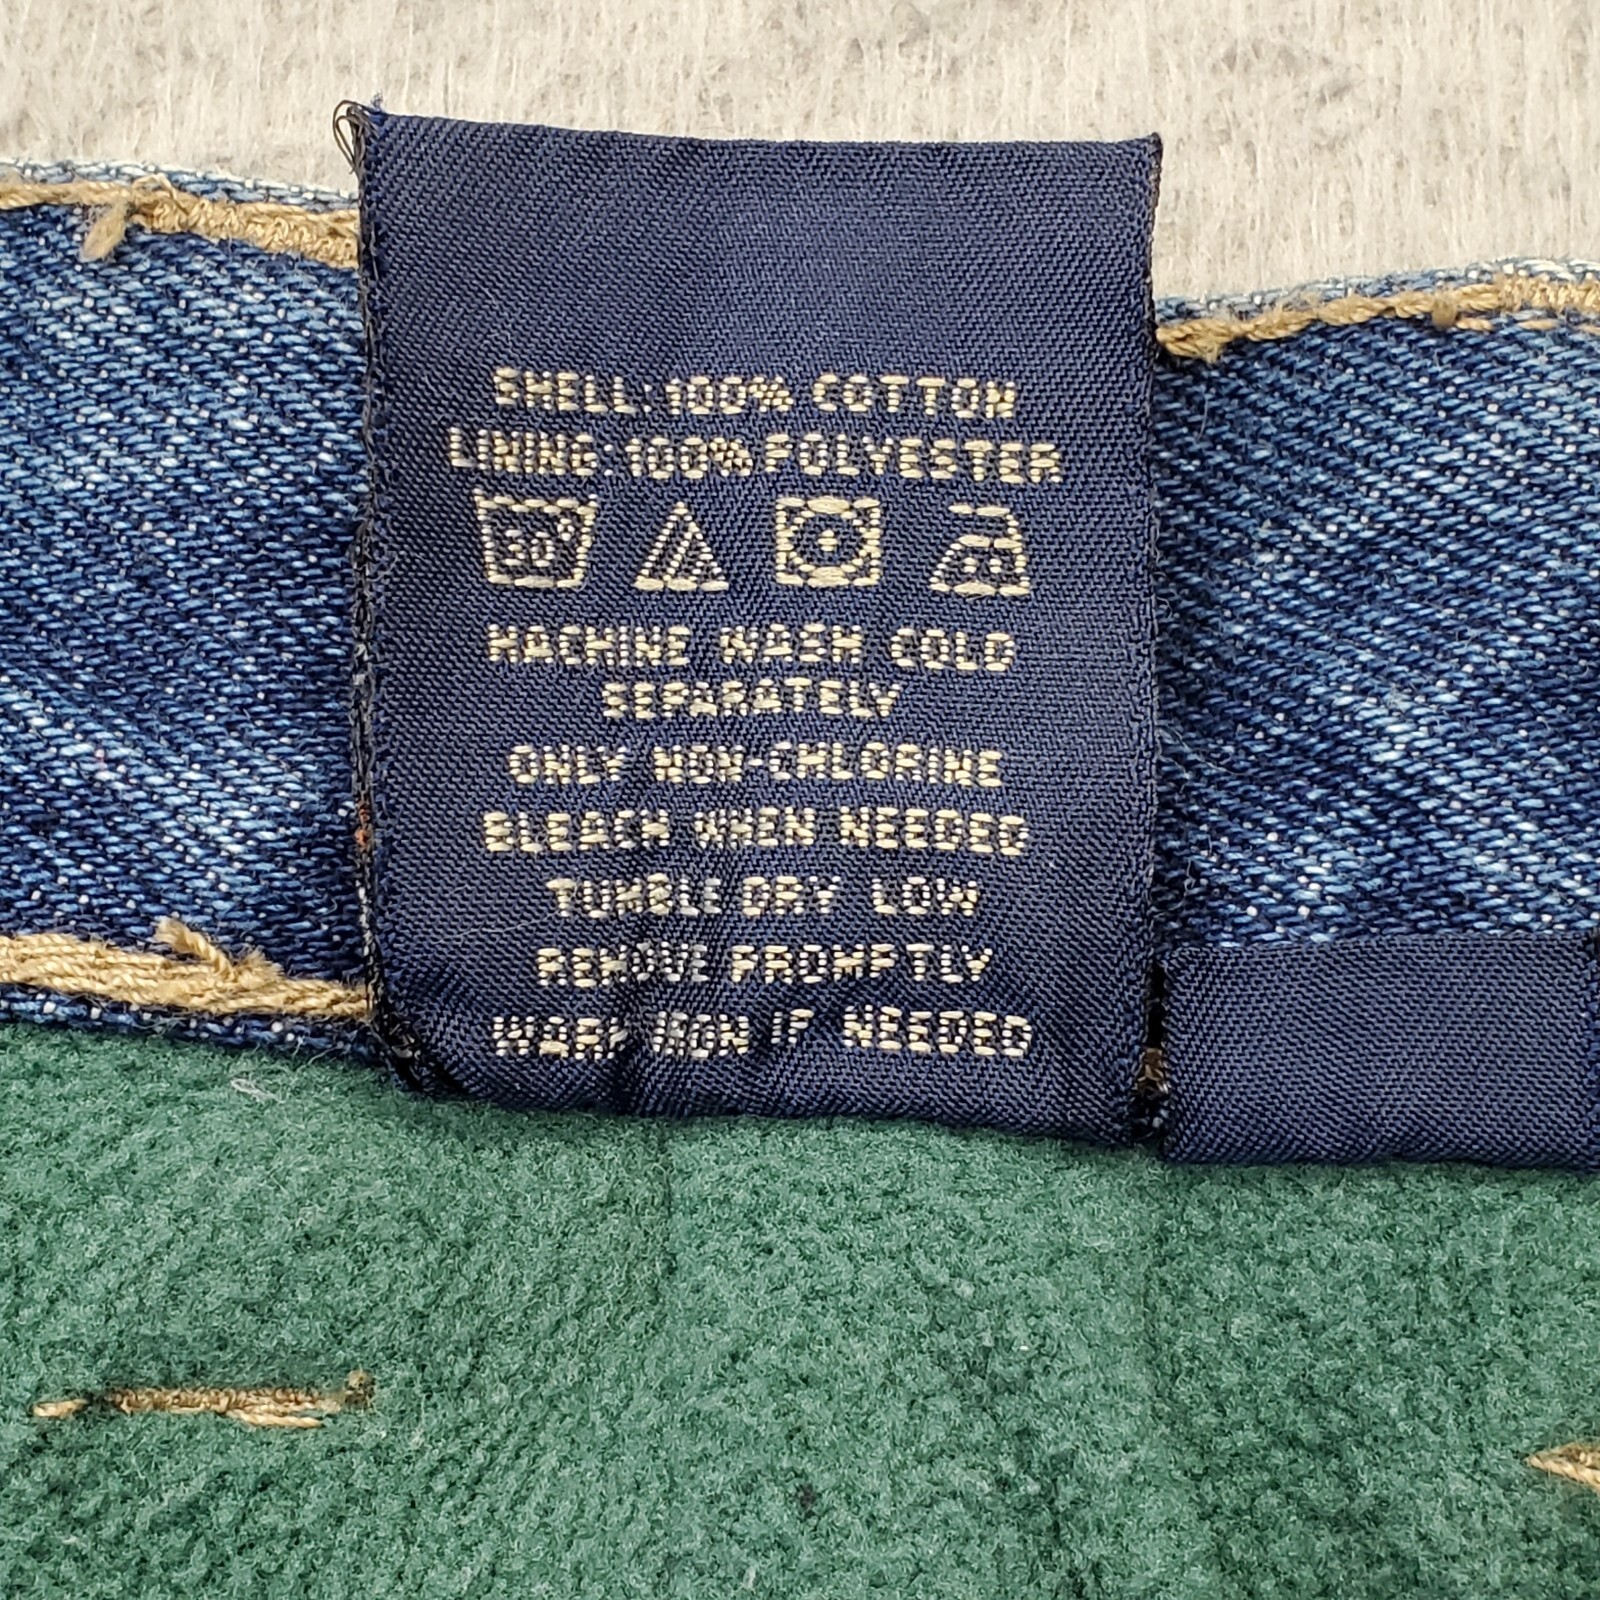 SHELL: 100% COTTON
LINING: 100% POLYESTER
30°
MACHINE WASH COLD
SEPARATELY
ONLY NON-CHLORINE
BLEACH WHEN NEEDED
TUMBLE DRY LOW
REMOVE PROMPTLY
WARM IRON IF NEEDED